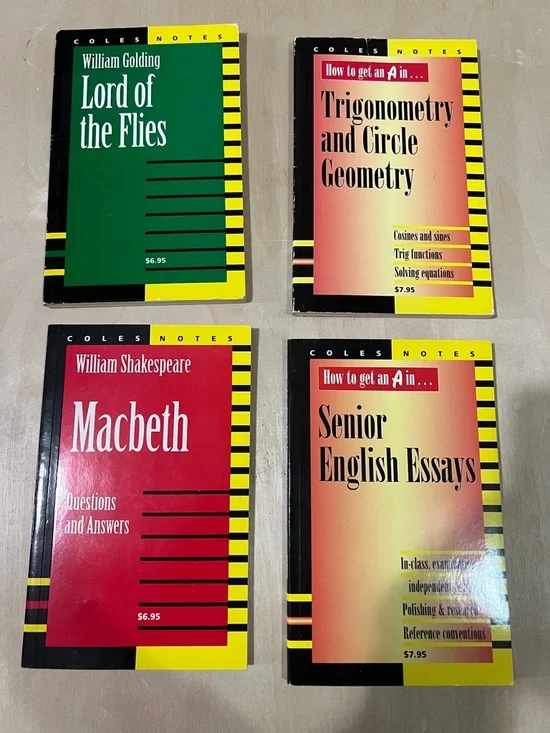 COLES NOTES
William Golding
Lord of
the Flies
$6.95
COLES NOTES
How to get an A in . . .
Trigonometry
and Circle
Geometry
Cosines and sines
Trig functions
Solving equations
$7.95
COLES NOTES
William Shakespeare
Macbeth
Questions
and Answers
$6.95
COLES NOTES
How to get an A in . . .
Senior
English Essays
In-class,
independent
Polishing &
Reference conventions
$7.95